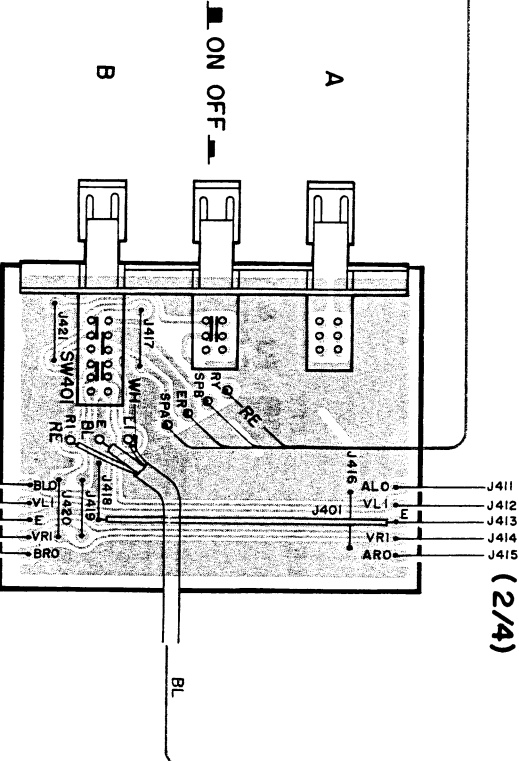 ON OFF
B
A
J421
SW401
J417
SPA
ER
SPB
RY
RE
WH
L1
E
BL
R1
RE
J416
J418
J419
J420
J401
BLO
VL1
E
VR1
BRO
ALO
VL1
E
VR1
ARO
J411
J412
J413
J414
J415
(2/4)
BL